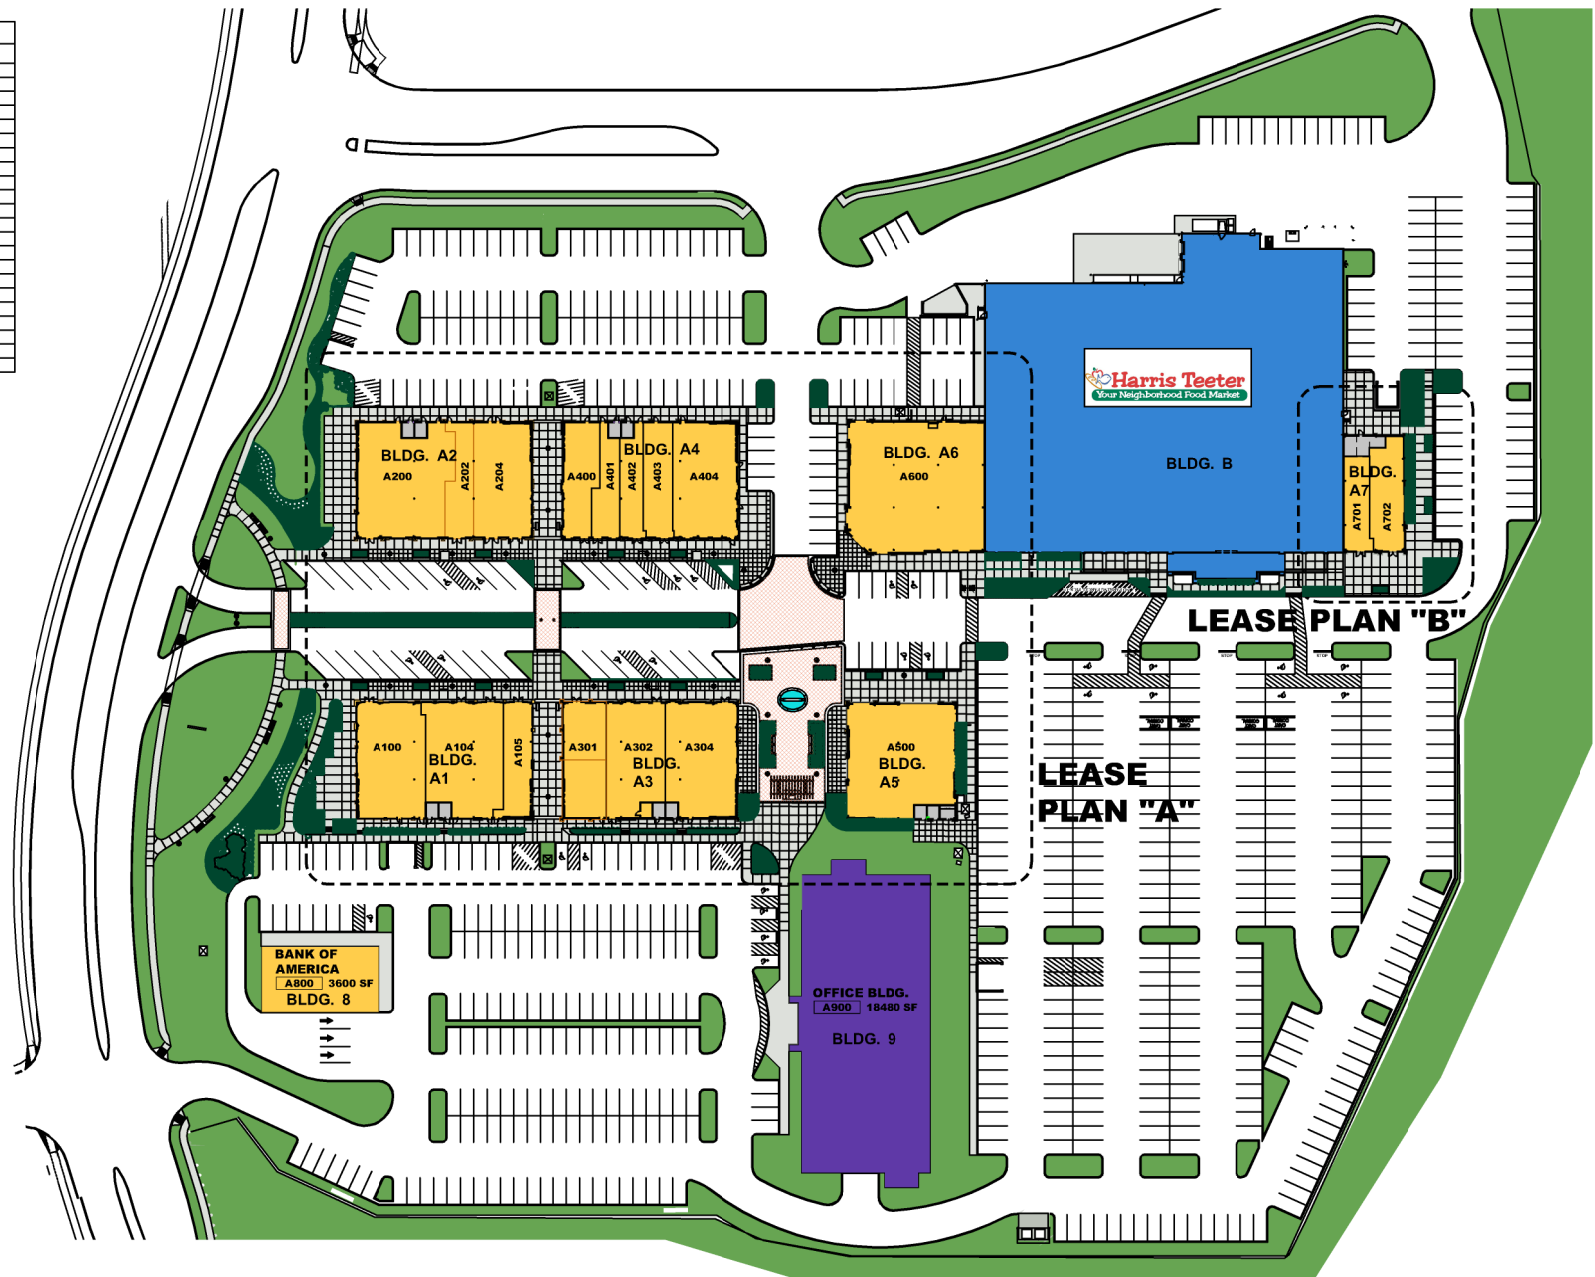 Harris Teeter
Your Neighborhood Food Market
BLDG. A2
A200
A202
A204
BLDG. A4
A400
A401
A402
A403
A404
BLDG. A6
A600
BLDG. B
BLDG.
A7
A701
A702
LEASE PLAN "B"
A100
A104
A105
BLDG.
A1
A301
A302
A304
BLDG.
A3
A500
BLDG.
A5
LEASE
PLAN "A"
BANK OF
AMERICA
A800 3600 SF
BLDG. 8
OFFICE BLDG.
A900 18480 SF
BLDG. 9